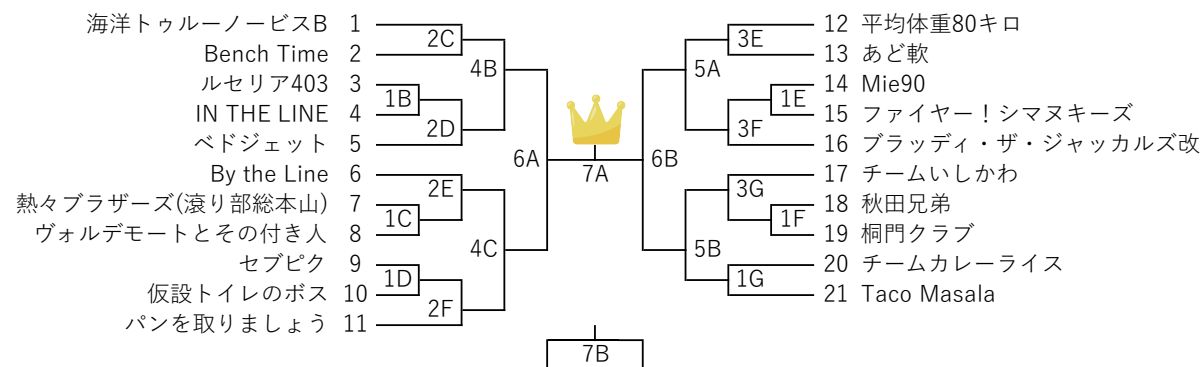 海洋トゥルーノービスB 1
Bench Time 2
ルセリア403 3
IN THE LINE 4
ベドジェット 5
By the Line 6
熱々ブラザーズ(滾り部総本山) 7
ヴォルデモートとその付き人 8
セブピク 9
仮設トイレのボス 10
パンを取りましょう 11
2C
1B
2D
4B
2E
1C
1D
2F
4C
6A
7A
6B
12 平均体重80キロ
13 あど軟
14 Mie90
15 ファイヤー！シマヌキーズ
16 ブラッディ・ザ・ジャッカルズ改
17 チームいしかわ
18 秋田兄弟
19 桐門クラブ
20 チームカレーライス
21 Taco Masala
3E
1E
3F
5A
3G
1F
1G
5B
7B